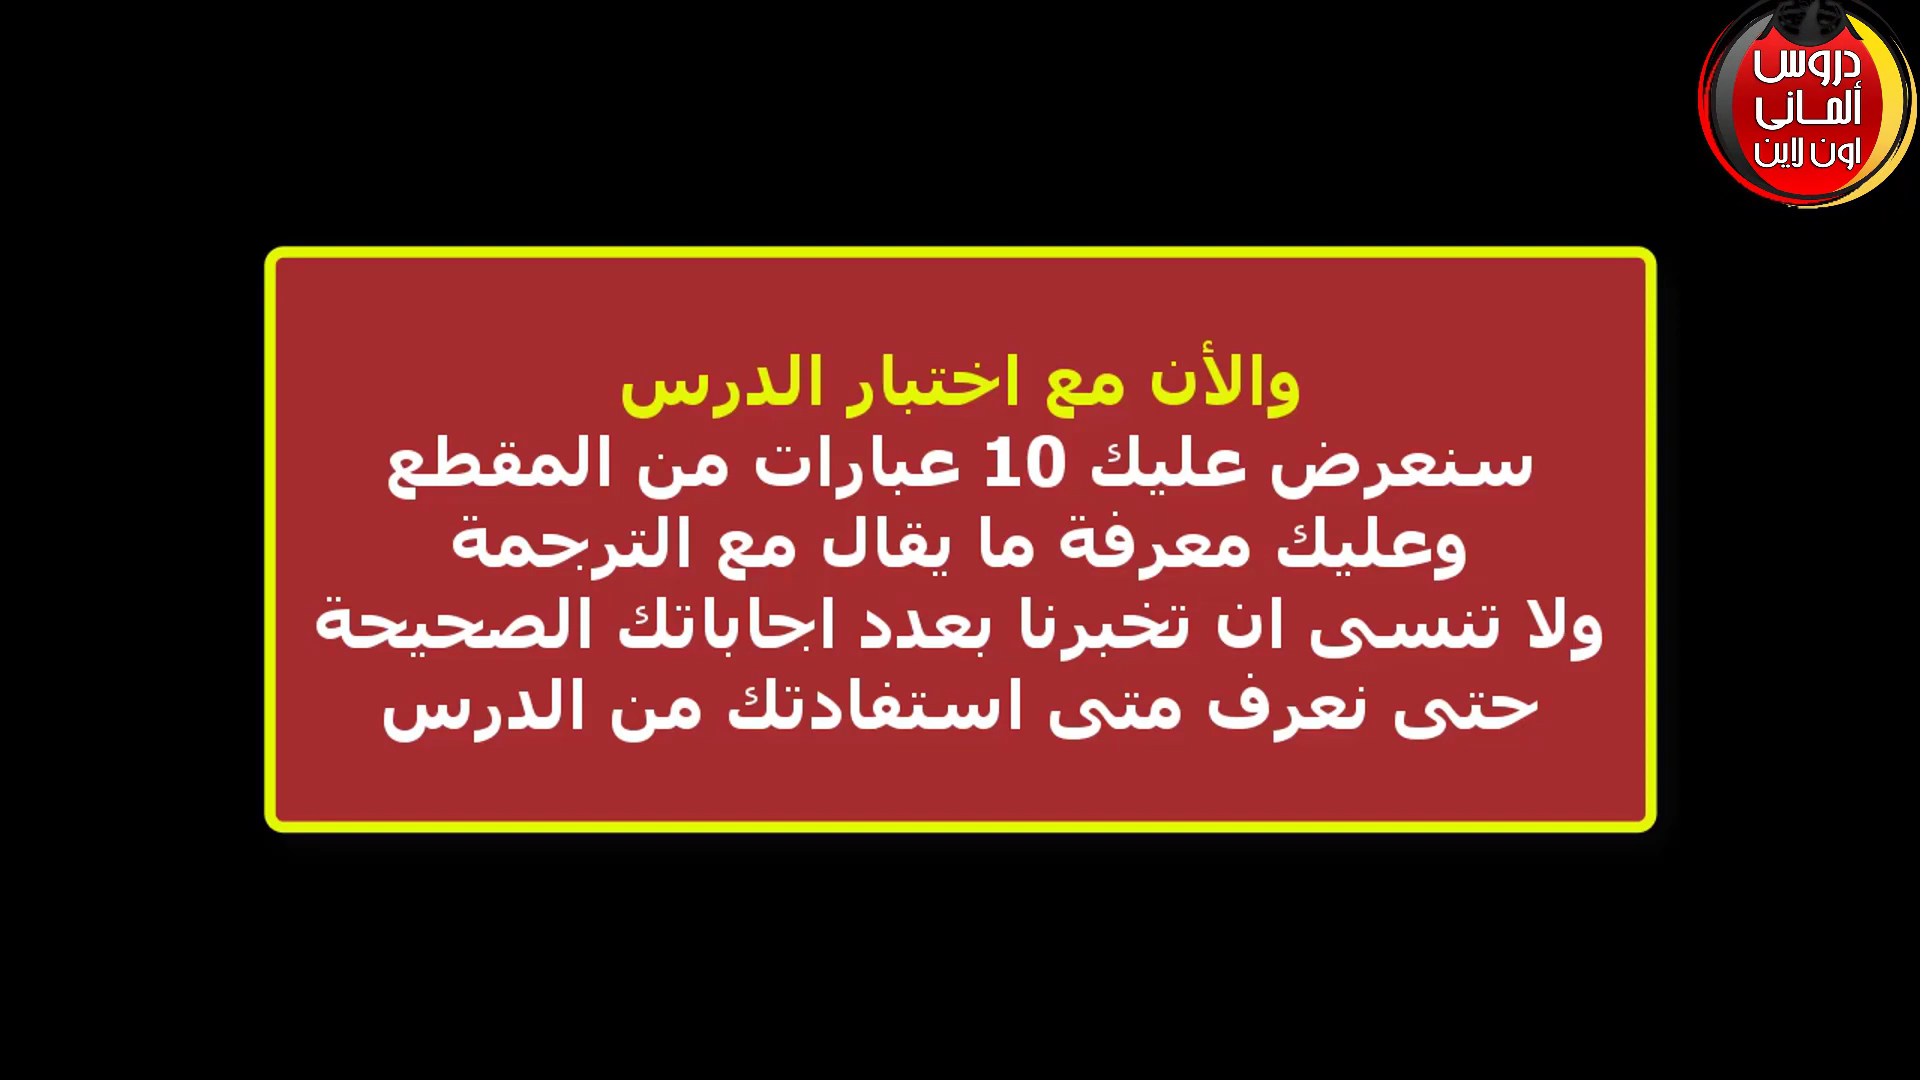 دروس
ألمانى
اون لاين
والأن مع اختبار الدرس
سنعرض عليك 10 عبارات من المقطع
وعليك معرفة ما يقال مع الترجمة
ولا تنسى ان تخبرنا بعدد اجاباتك الصحيحة
حتى نعرف متى استفادتك من الدرس